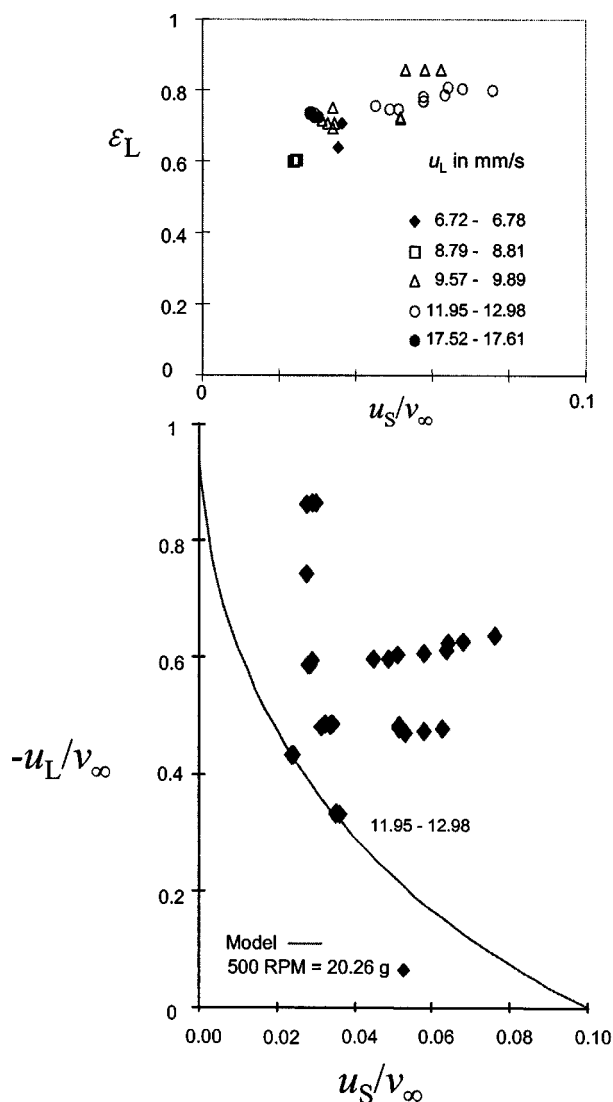 1
0.8
ε_L
0.6
0.4
0.2
0
u_L in mm/s
6.72 - 6.78
8.79 - 8.81
9.57 - 9.89
11.95 - 12.98
17.52 - 17.61
0
u_S/v_∞
0.1
1
0.8
0.6
-u_L/v_∞
0.4
0.2
0
11.95 - 12.98
Model
500 RPM = 20.26 g
0.00
0.02
0.04
0.06
0.08
0.10
u_S/v_∞